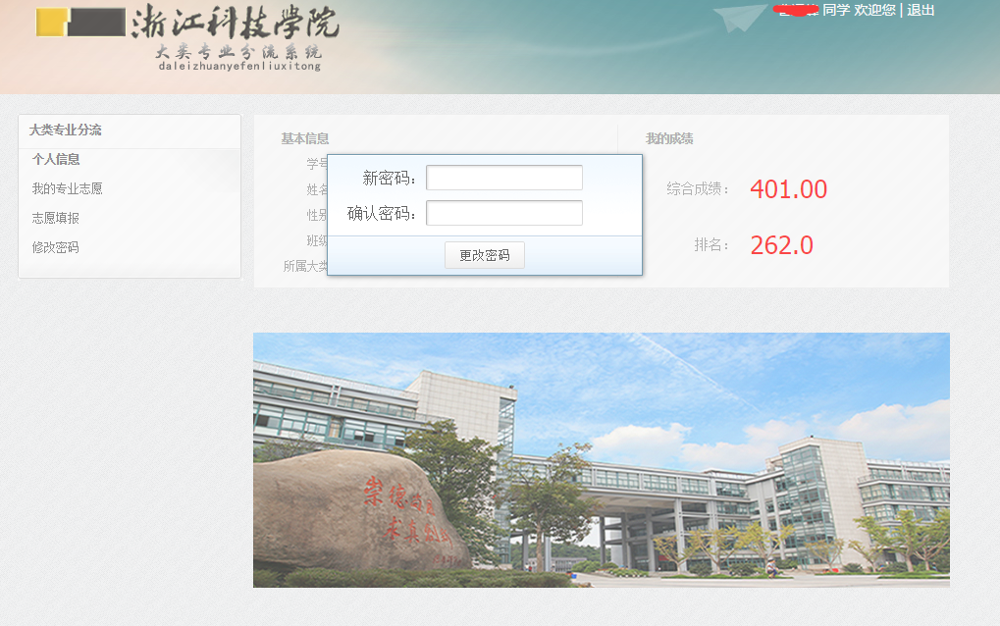 浙江科技学院
大类专业分流系统
daleizhuanyefenliuxitong
同学 欢迎您 | 退出
大类专业分流
个人信息
我的专业志愿
志愿填报
修改密码
基本信息
学号
姓名
性别
班级
所属大类
新密码：
确认密码：
更改密码
我的成绩
综合成绩： 401.00
排名： 262.0
崇德
求真